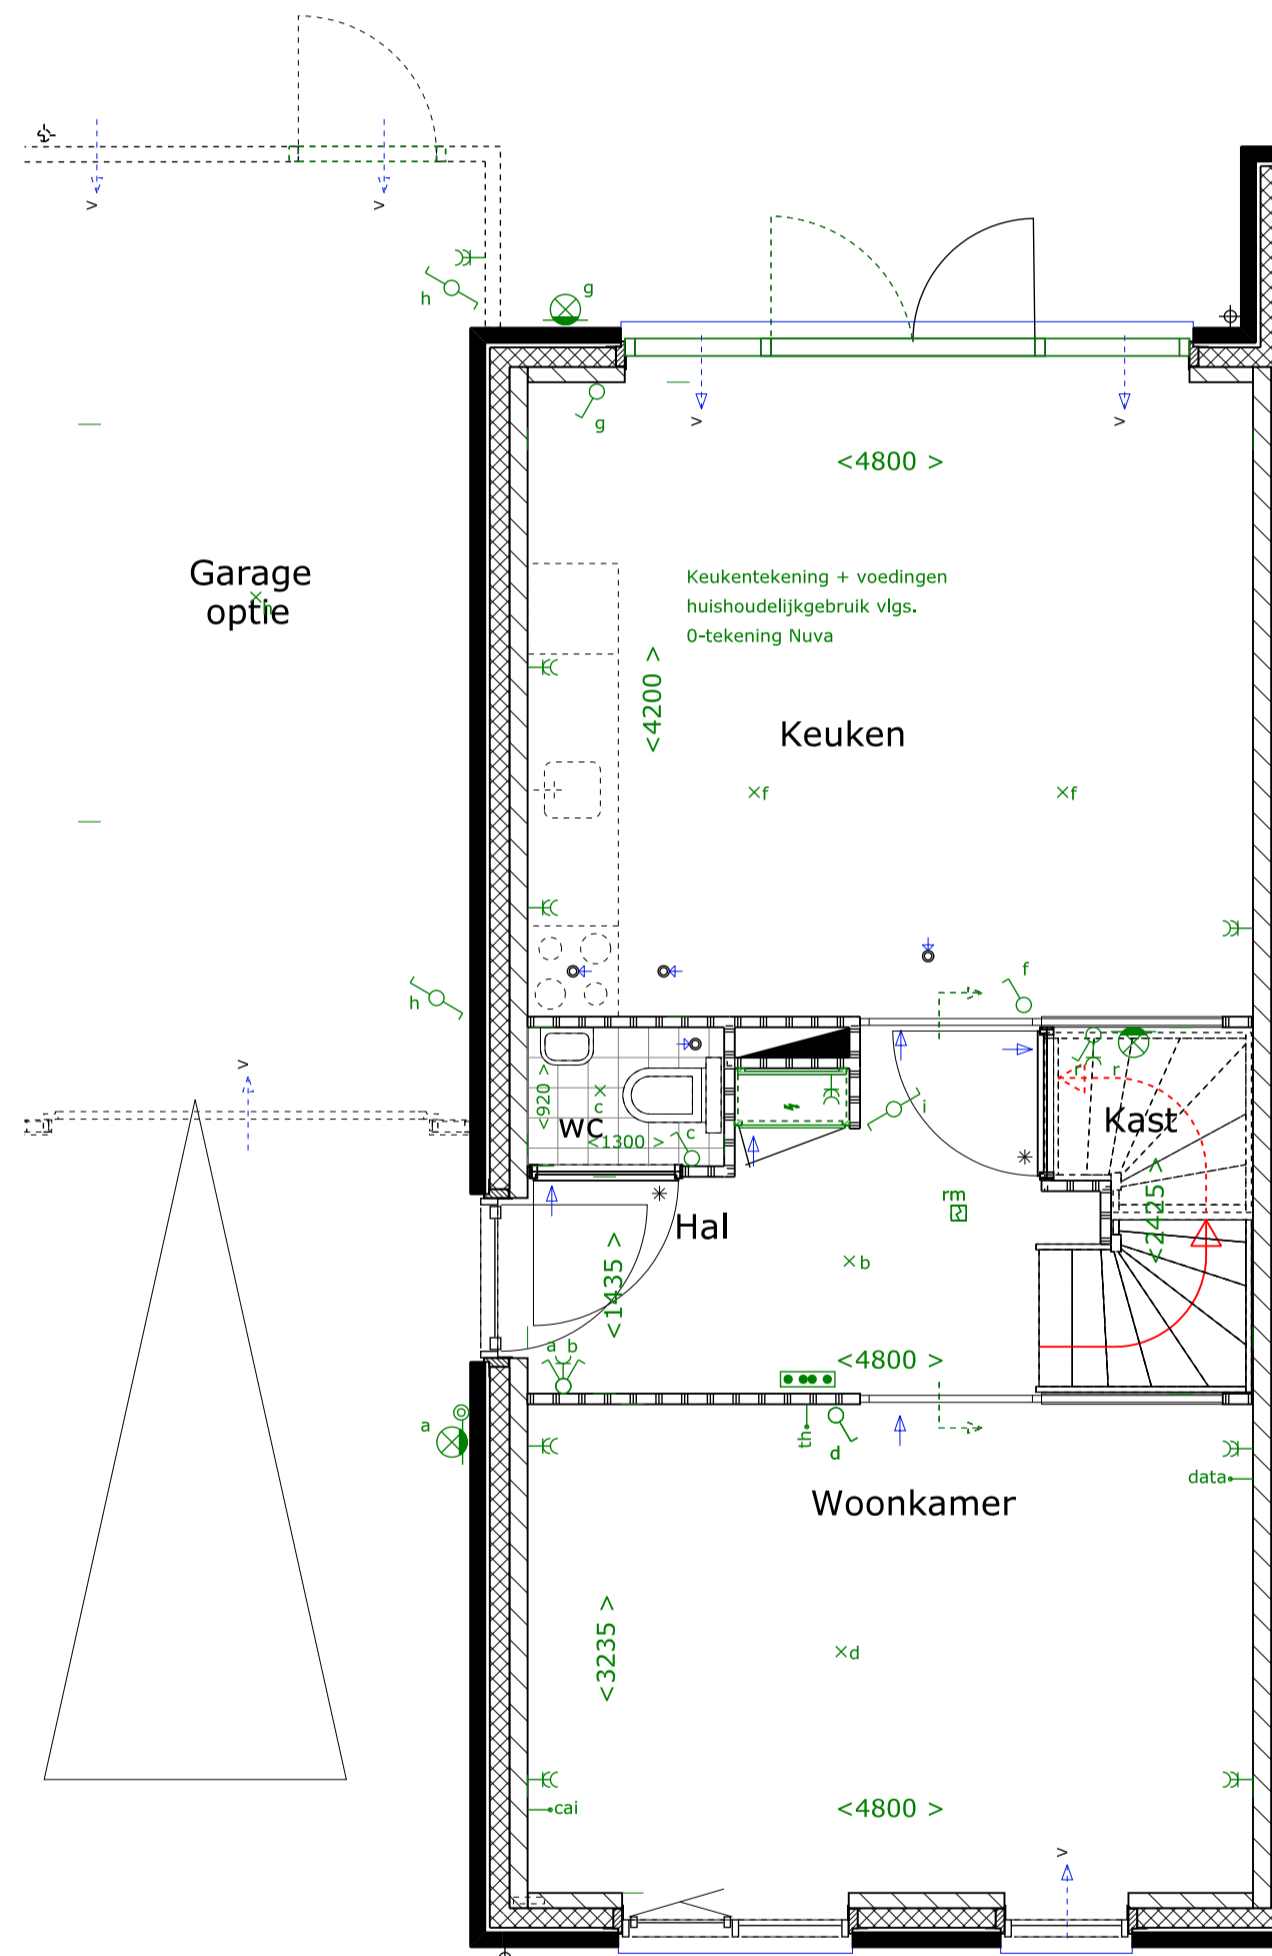 v
v
g
h
g
v
v
<4800 >
Garage
optie
h
Keukentekening + voedingen
huishoudelijkgebruik vlgs.
0-tekening Nuva
<4200 >
Keuken
f
f
h
f
v
<920 >
c
wc
<1300 >
c
i
r
r
Kast
<2425 >
rm
Hal
<1435 >
b
a b
<4800 >
a
th
d
data
Woonkamer
<3235 >
d
cai
<4800 >
v